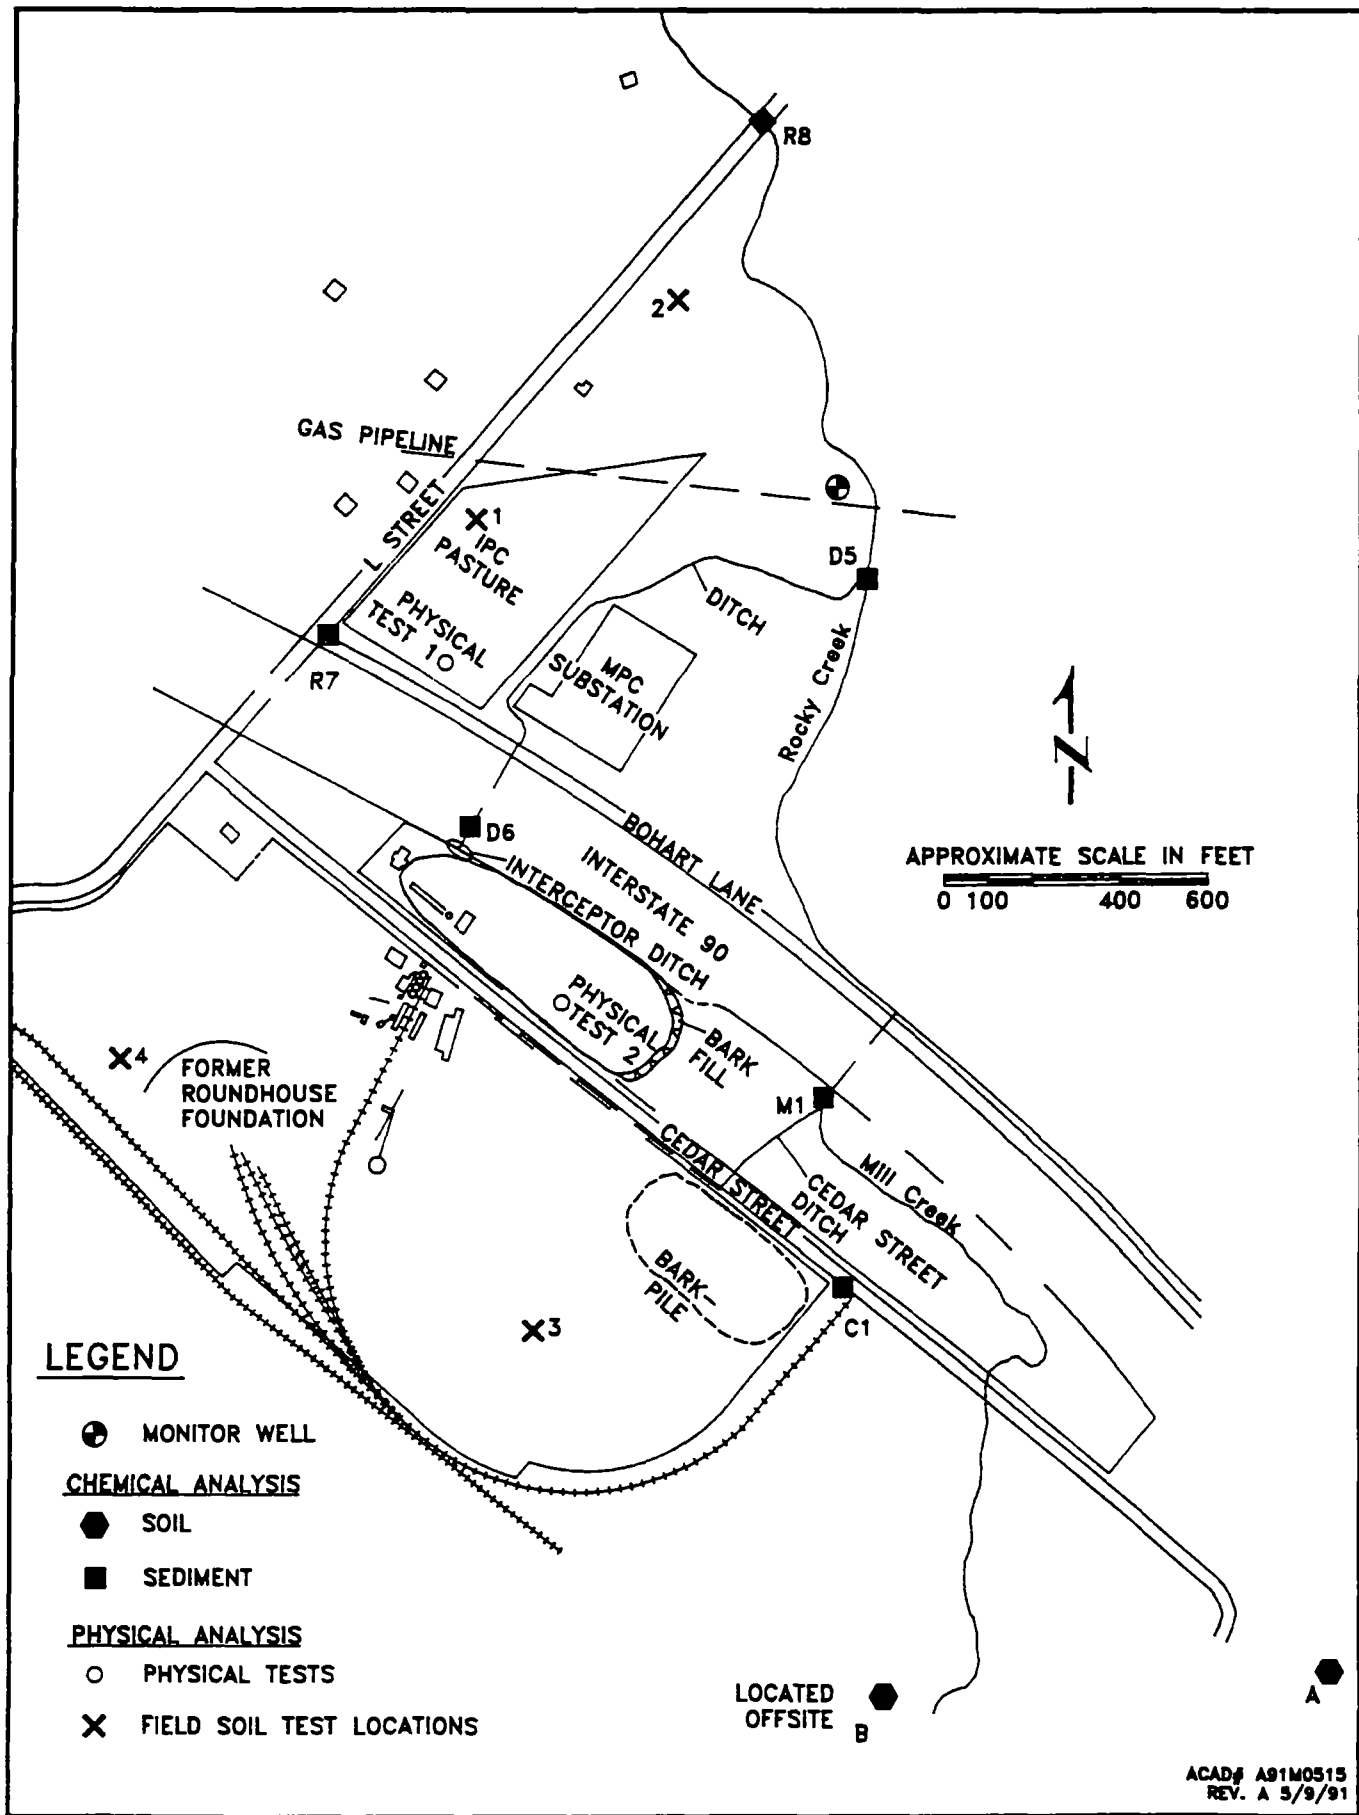 R8
2
GAS PIPELINE
L STREET
1
IPC
PASTURE
D5
DITCH
PHYSICAL
TEST 1
R7
MPC
SUBSTATION
Rocky Creek
N
D6
BOHART LANE
INTERSTATE 90
INTERCEPTOR DITCH
APPROXIMATE SCALE IN FEET
0 100 400 600
PHYSICAL
TEST 2
BARK
FILL
4
FORMER
ROUNDHOUSE
FOUNDATION
M1
CEDAR STREET
Mill Creek
CEDAR STREET
DITCH
BARK-
PILE
3
C1
LEGEND
MONITOR WELL
CHEMICAL ANALYSIS
SOIL
SEDIMENT
PHYSICAL ANALYSIS
PHYSICAL TESTS
FIELD SOIL TEST LOCATIONS
LOCATED
OFFSITE
B
A
ACAD# A91M0515
REV. A 5/9/91